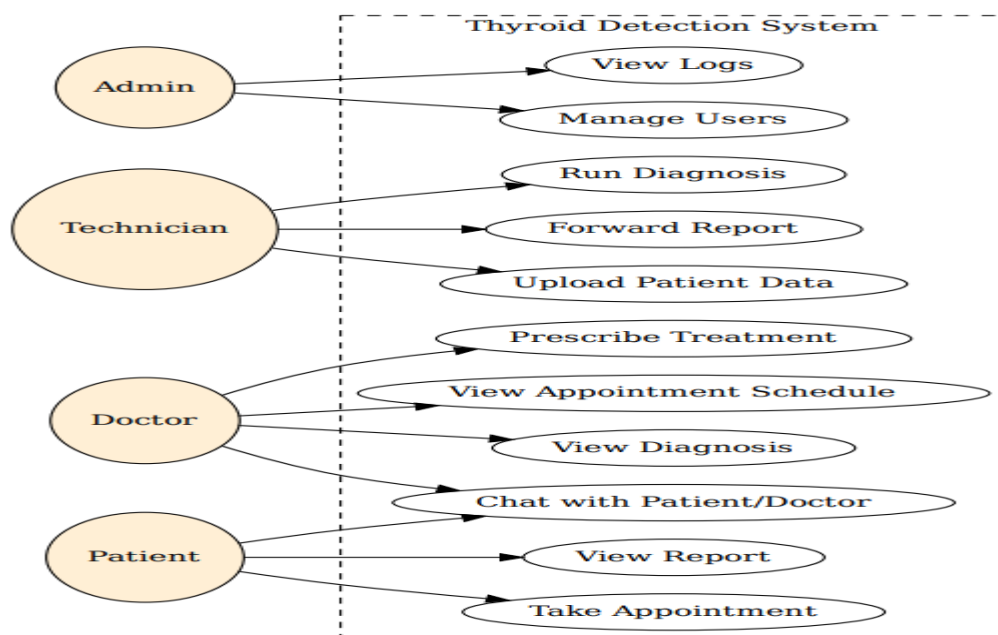 Thyroid Detection System
Admin
View Logs
Manage Users
Technician
Run Diagnosis
Forward Report
Upload Patient Data
Doctor
Prescribe Treatment
View Appointment Schedule
View Diagnosis
Chat with Patient/Doctor
Patient
View Report
Take Appointment